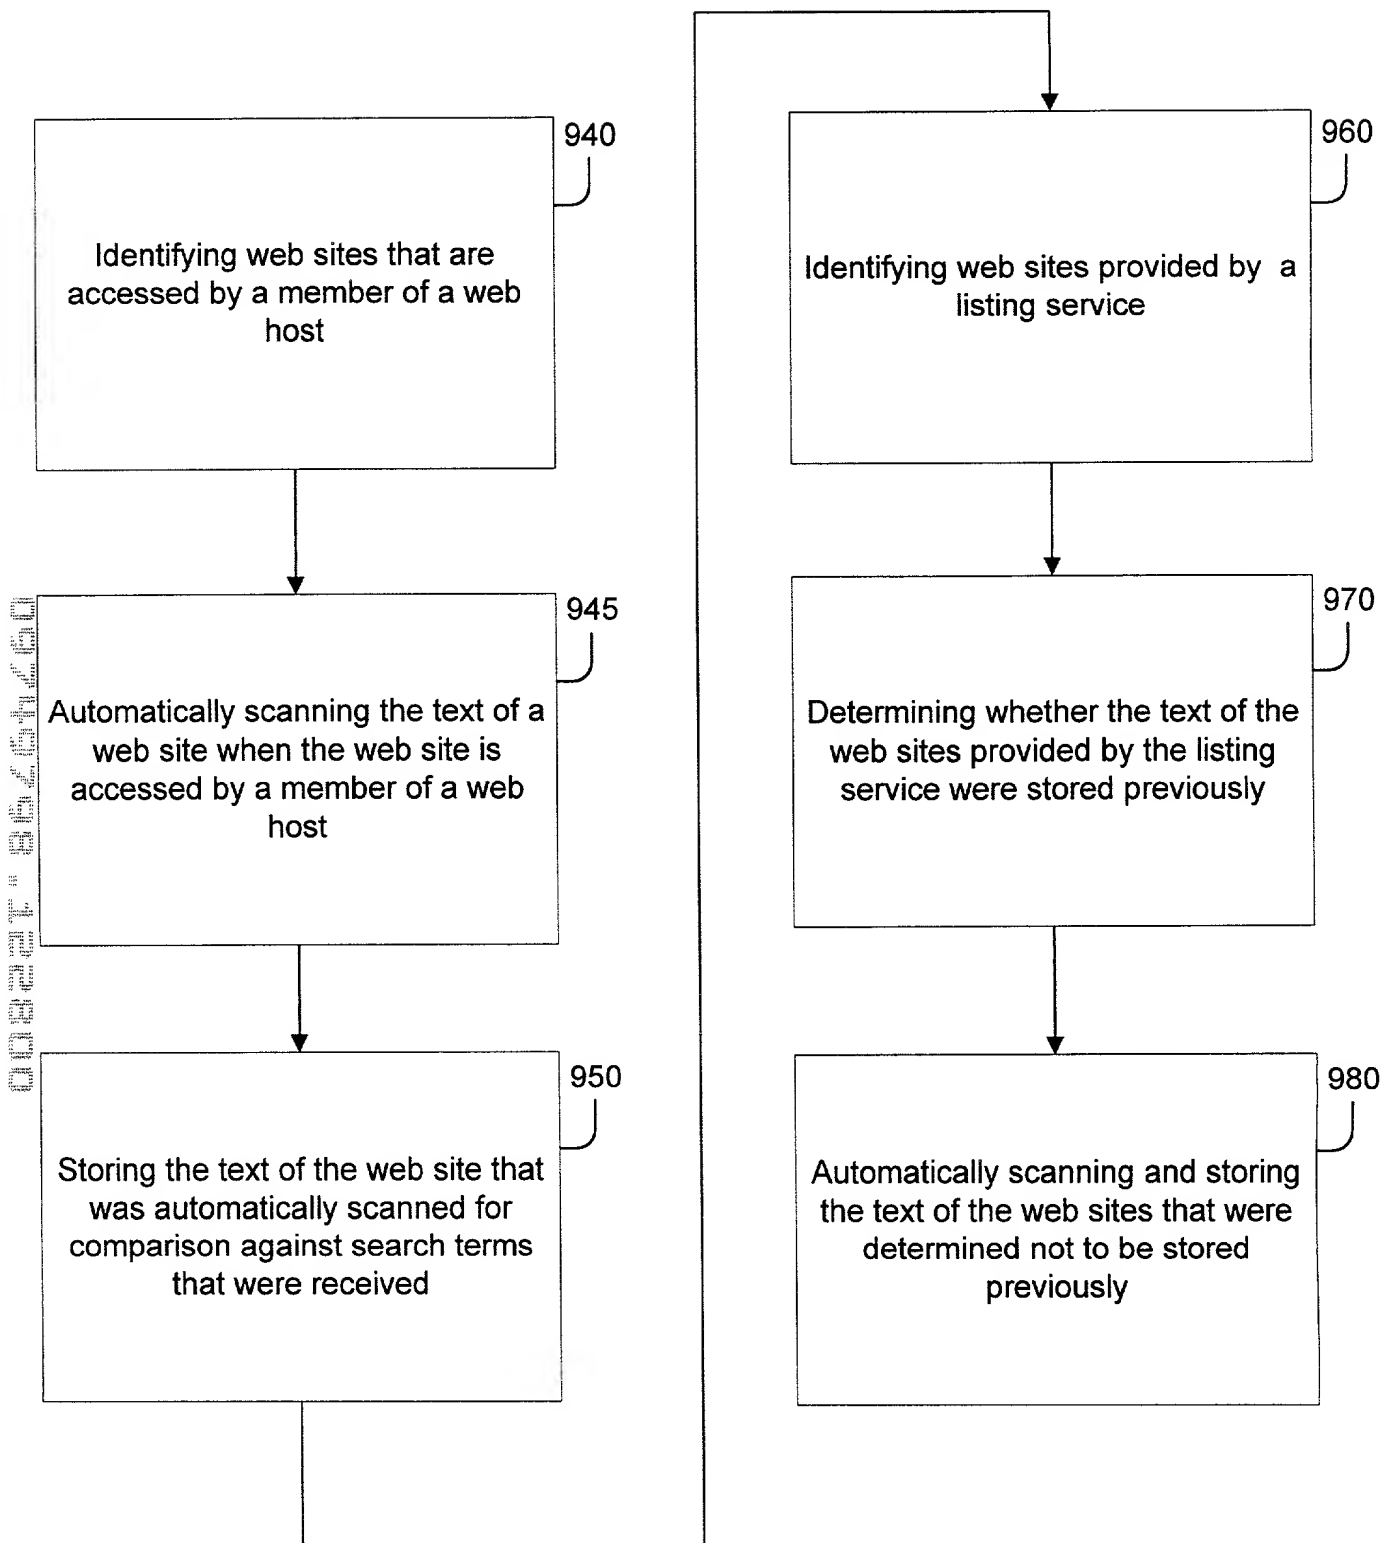 940
Identifying web sites that are
accessed by a member of a web
host
945
Automatically scanning the text of a
web site when the web site is
accessed by a member of a web
host
950
Storing the text of the web site that
was automatically scanned for
comparison against search terms
that were received
960
Identifying web sites provided by a
listing service
970
Determining whether the text of the
web sites provided by the listing
service were stored previously
980
Automatically scanning and storing
the text of the web sites that were
determined not to be stored
previously